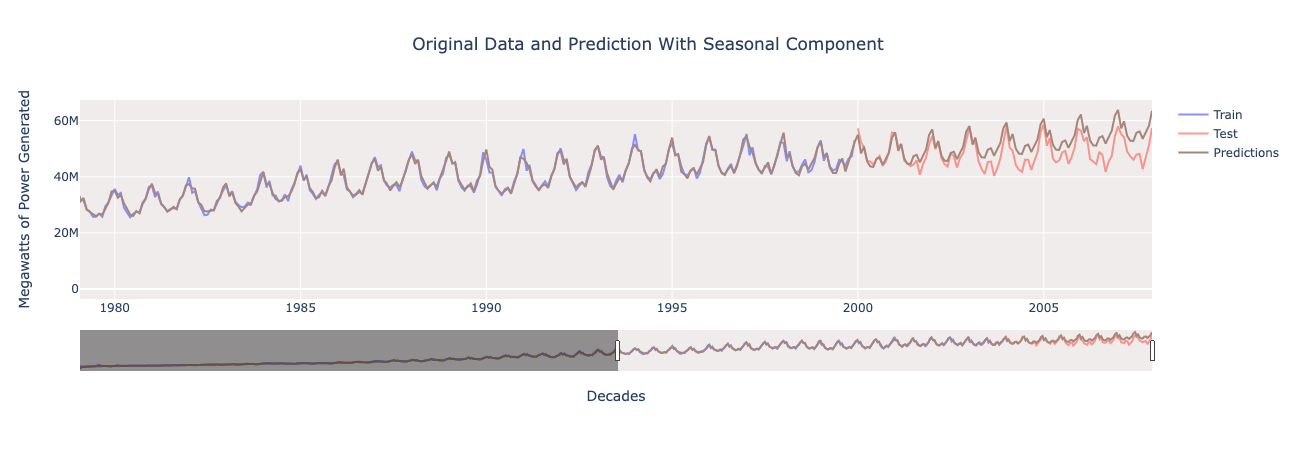 Original Data and Prediction With Seasonal Component
Megawatts of Power Generated
60M
40M
20M
0
1980
1985
1990
1995
2000
2005
Decades
Train
Test
Predictions